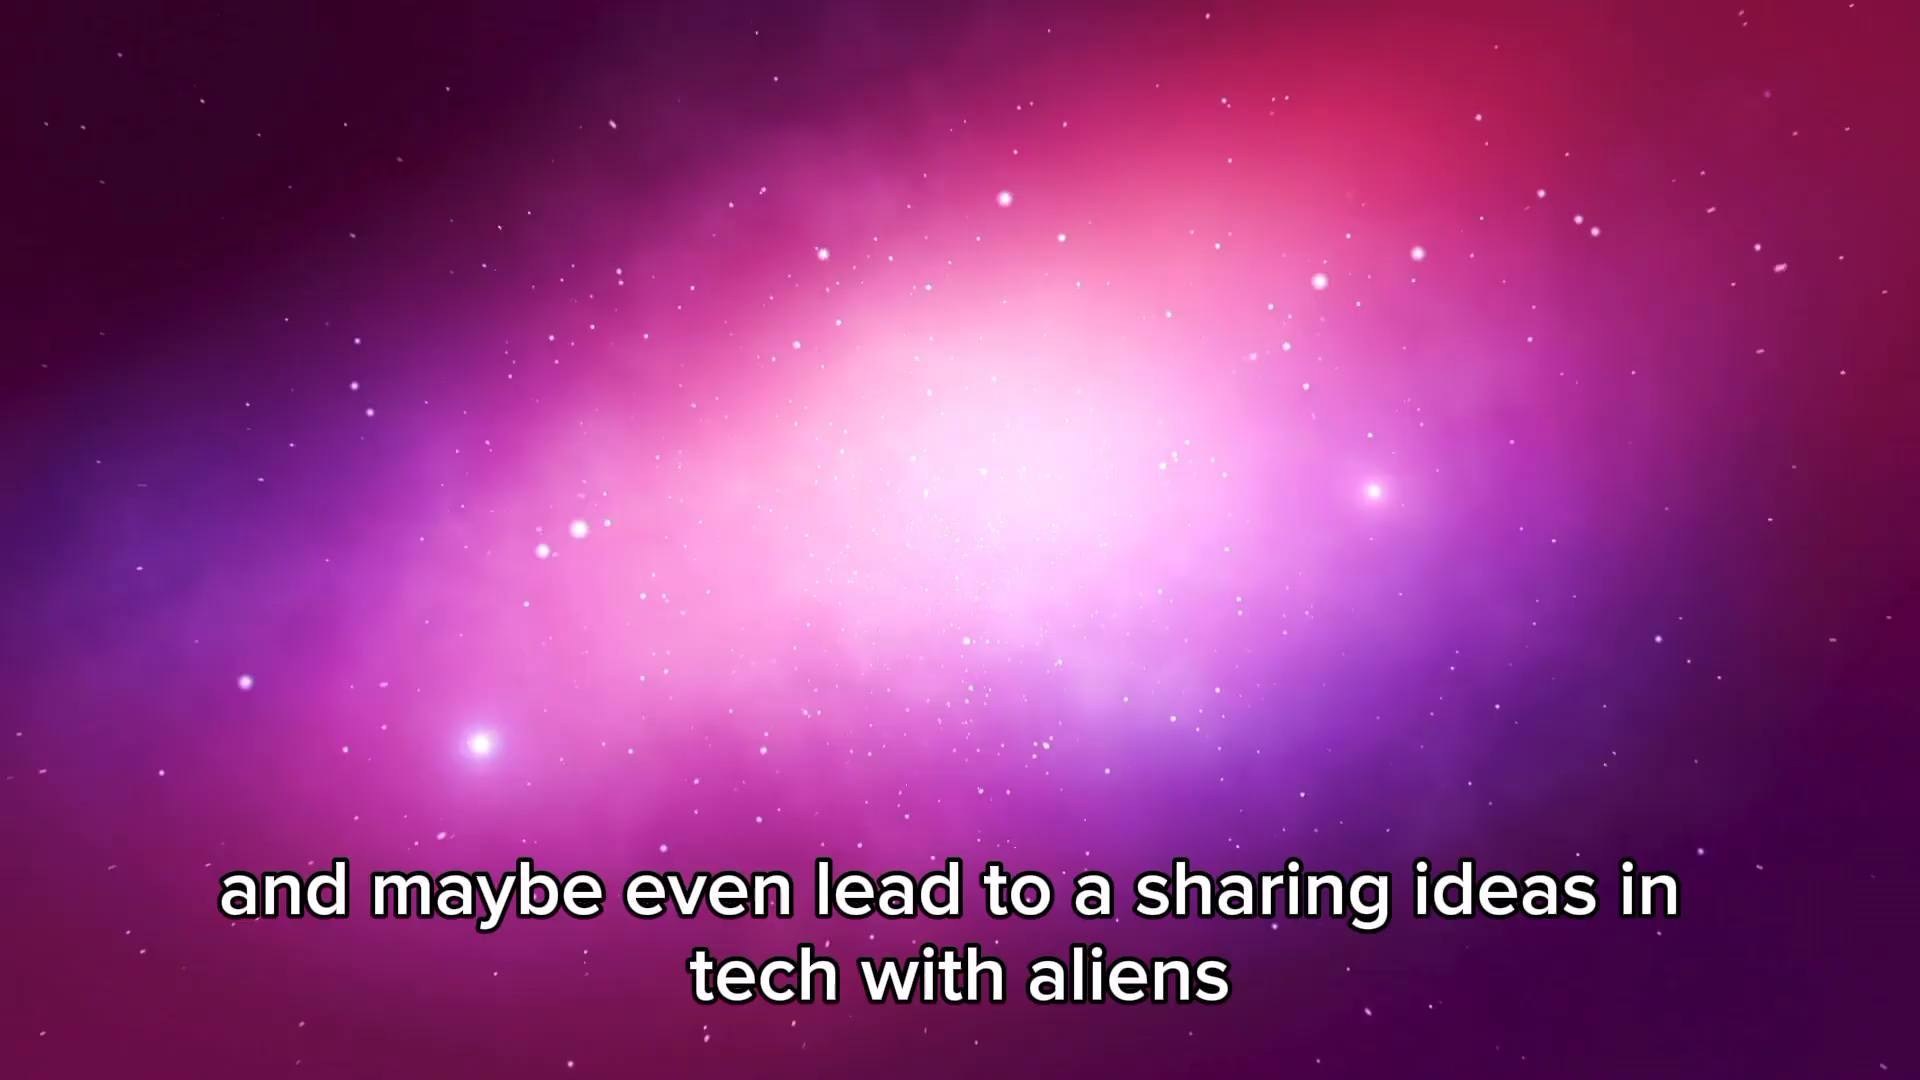 and maybe even lead to a sharing ideas in
tech with aliens